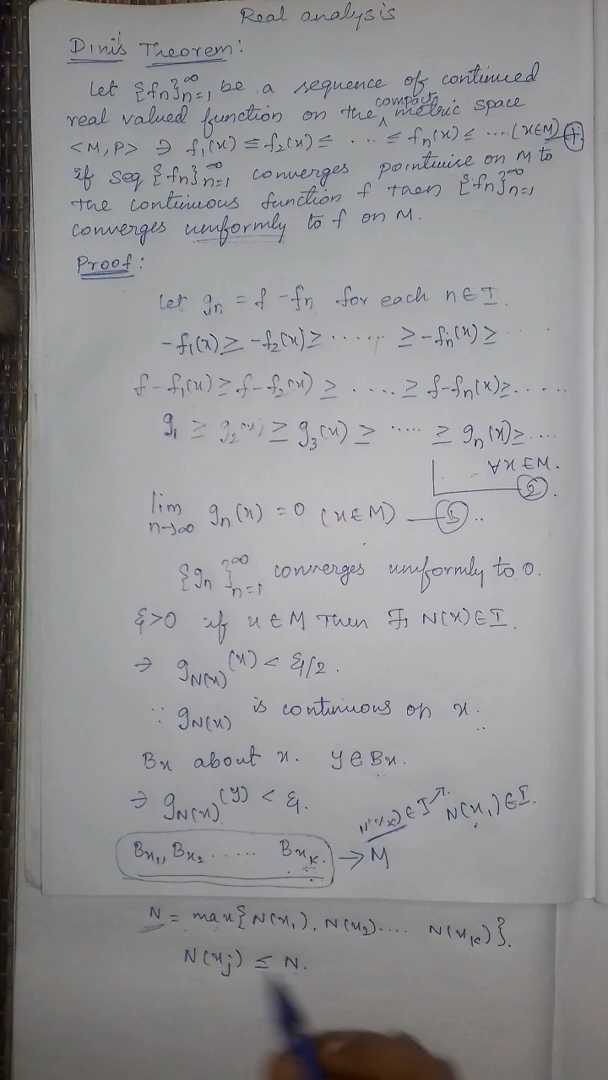 Real analysis
Dini's Theorem:
Let {fn}∞n=1 be a sequence of continued
real valued function on the compact metric space
<M, P> ∋ f1(x) ≤ f2(x) ≤ ... ≤ fn(x) ≤ ....(x∈M) ①
if seq {fn}∞n=1 converges pointwise on M to
the continuous function f then {fn}∞n=1
converges uniformly to f on M.
Proof:
Let gn = f - fn for each n∈I.
-f1(x) ≥ -f2(x) ≥ ...... ≥ -fn(x) ≥ .....
f-f1(x) ≥ f-f2(x) ≥ ..... ≥ f-fn(x) ≥ .....
g1 ≥ g2(x) ≥ g3(x) ≥ ..... ≥ gn(x) ≥ ...
∀x∈M. ②.
lim n→∞ gn(x) = 0 (x∈M) — ③..
{gn}∞n=1 converges uniformly to 0.
ε>0 if x∈M Then ∃ N(x)∈I.
∋ gN(x)(x) < ε/2.
∵ gN(x) is continuous on x.
Bx about x. y∈Bx.
∋ gN(x)(y) < ε. N(x)∈I N(x1)∈I.
Bx1, Bx2 ..... BxK. → M
N = max{N(x1), N(x2).... N(xk)}.
N(xj) ≤ N.